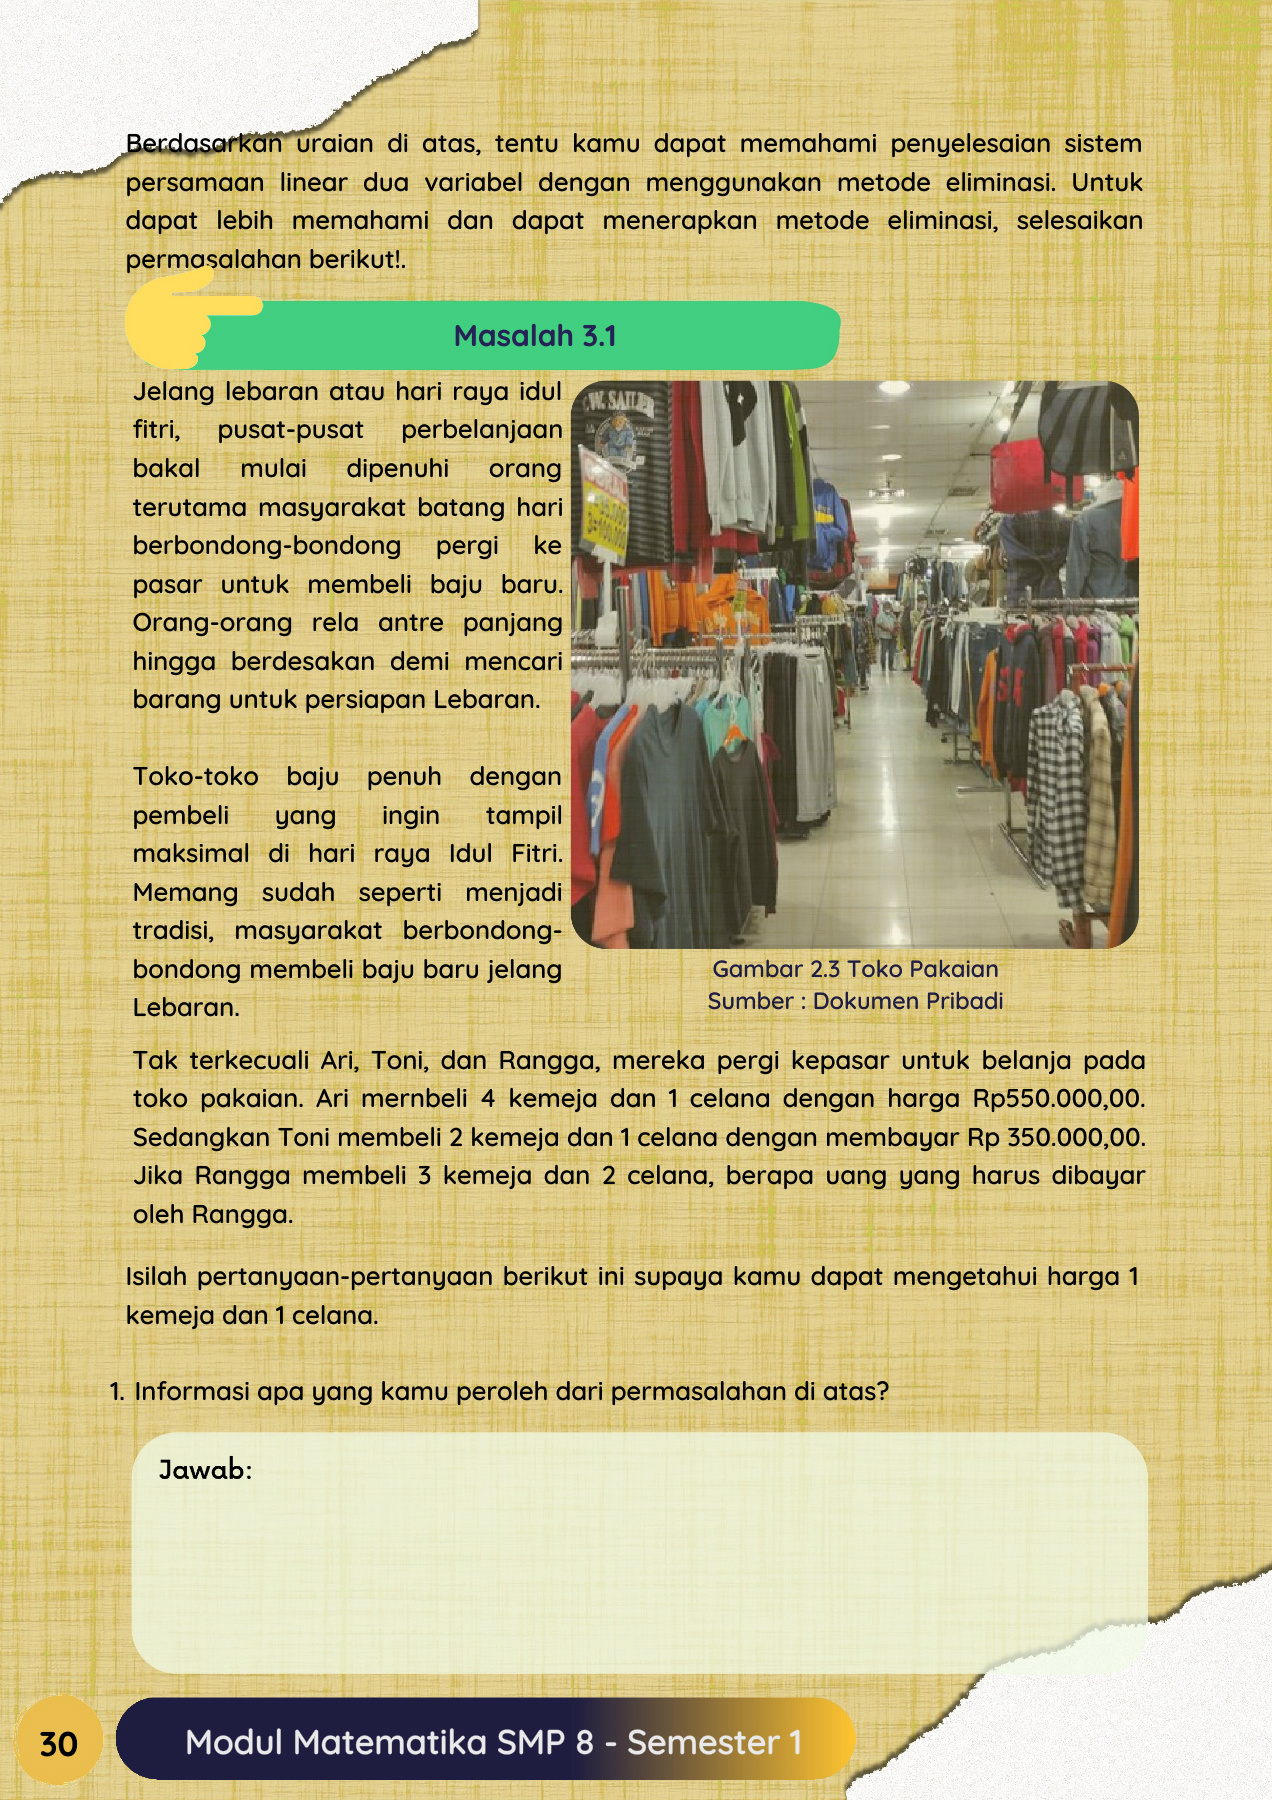 Berdasarkan uraian di atas, tentu kamu dapat memahami penyelesaian sistem
persamaan linear dua variabel dengan menggunakan metode eliminasi. Untuk
dapat lebih memahami dan dapat menerapkan metode eliminasi, selesaikan
permasalahan berikut!.
Masalah 3.1
Jelang lebaran atau hari raya idul
fitri, pusat-pusat perbelanjaan
bakal mulai dipenuhi orang
terutama masyarakat batang hari
berbondong-bondong pergi ke
pasar untuk membeli baju baru.
Orang-orang rela antre panjang
hingga berdesakan demi mencari
barang untuk persiapan Lebaran.
Toko-toko baju penuh dengan
pembeli yang ingin tampil
maksimal di hari raya Idul Fitri.
Memang sudah seperti menjadi
tradisi, masyarakat berbondong-
bondong membeli baju baru jelang
Lebaran.
Gambar 2.3 Toko Pakaian
Sumber : Dokumen Pribadi
Tak terkecuali Ari, Toni, dan Rangga, mereka pergi kepasar untuk belanja pada
toko pakaian. Ari mernbeli 4 kemeja dan 1 celana dengan harga Rp550.000,00.
Sedangkan Toni membeli 2 kemeja dan 1 celana dengan membayar Rp 350.000,00.
Jika Rangga membeli 3 kemeja dan 2 celana, berapa uang yang harus dibayar
oleh Rangga.
Isilah pertanyaan-pertanyaan berikut ini supaya kamu dapat mengetahui harga 1
kemeja dan 1 celana.
1. Informasi apa yang kamu peroleh dari permasalahan di atas?
Jawab:
30
Modul Matematika SMP 8 - Semester 1